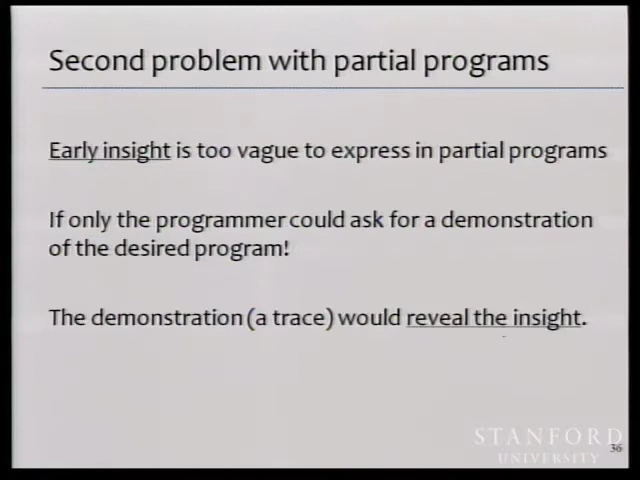 Second problem with partial programs
Early insight is too vague to express in partial programs
If only the programmer could ask for a demonstration
of the desired program!
The demonstration (a trace) would reveal the insight.
STANFORD
UNIVERSITY
36